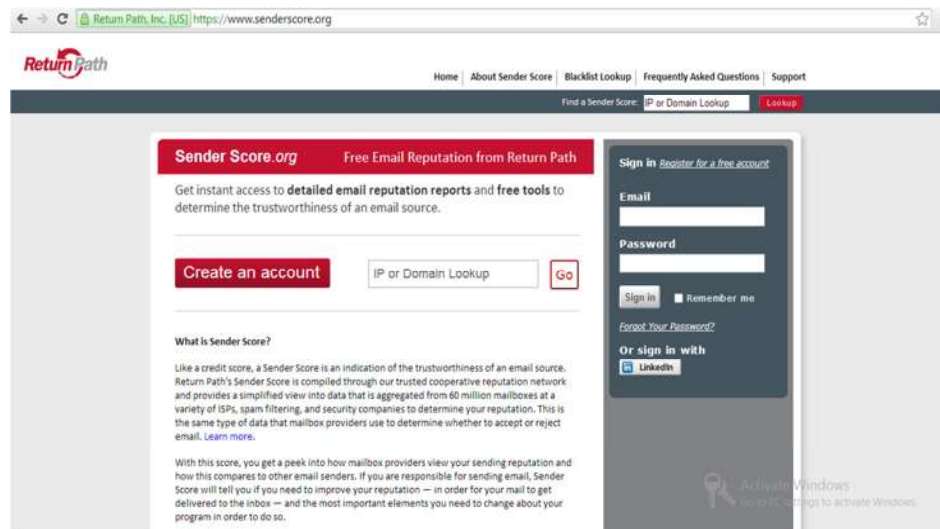 Return Path, Inc. [US] https://www.senderscore.org
ReturnPath
Home | About Sender Score | Blacklist Lookup | Frequently Asked Questions | Support
Find a Sender Score: IP or Domain Lookup Lookup
Sender Score.org Free Email Reputation from Return Path
Get instant access to detailed email reputation reports and free tools to
determine the trustworthiness of an email source.
Create an account IP or Domain Lookup Go
What is Sender Score?
Like a credit score, a Sender Score is an indication of the trustworthiness of an email source.
Return Path's Sender Score is compiled through our trusted cooperative reputation network
and provides a simplified view into data that is aggregated from 60 million mailboxes at a
variety of ISPs, spam filtering, and security companies to determine your reputation. This is
the same type of data that mailbox providers use to determine whether to accept or reject
email. Learn more.
With this score, you get a peek into how mailbox providers view your sending reputation and
how this compares to other email senders. If you are responsible for sending email, Sender
Score will tell you if you need to improve your reputation — in order for your mail to get
delivered to the inbox — and the most important elements you need to change about your
program in order to do so.
Sign in Register for a free account
Email
Password
Sign in Remember me
Forgot Your Password?
Or sign in with
in LinkedIn
Activate Windows
Go to PC settings to activate Windows.